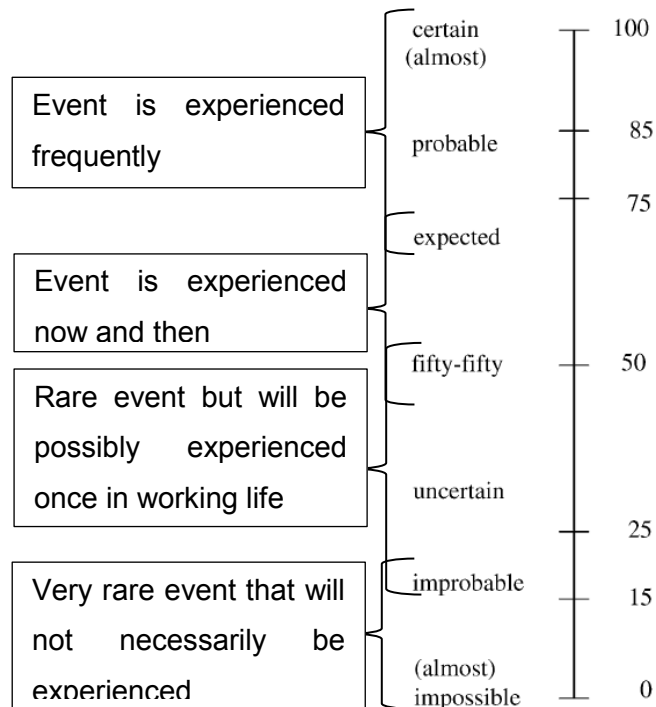 certain
(almost)
100
Event is experienced
frequently
probable
85
75
expected
Event is experienced
now and then
fifty-fifty
50
Rare event but will be
possibly experienced
once in working life
uncertain
25
improbable
15
Very rare event that will
not necessarily be
experienced
(almost)
impossible
0